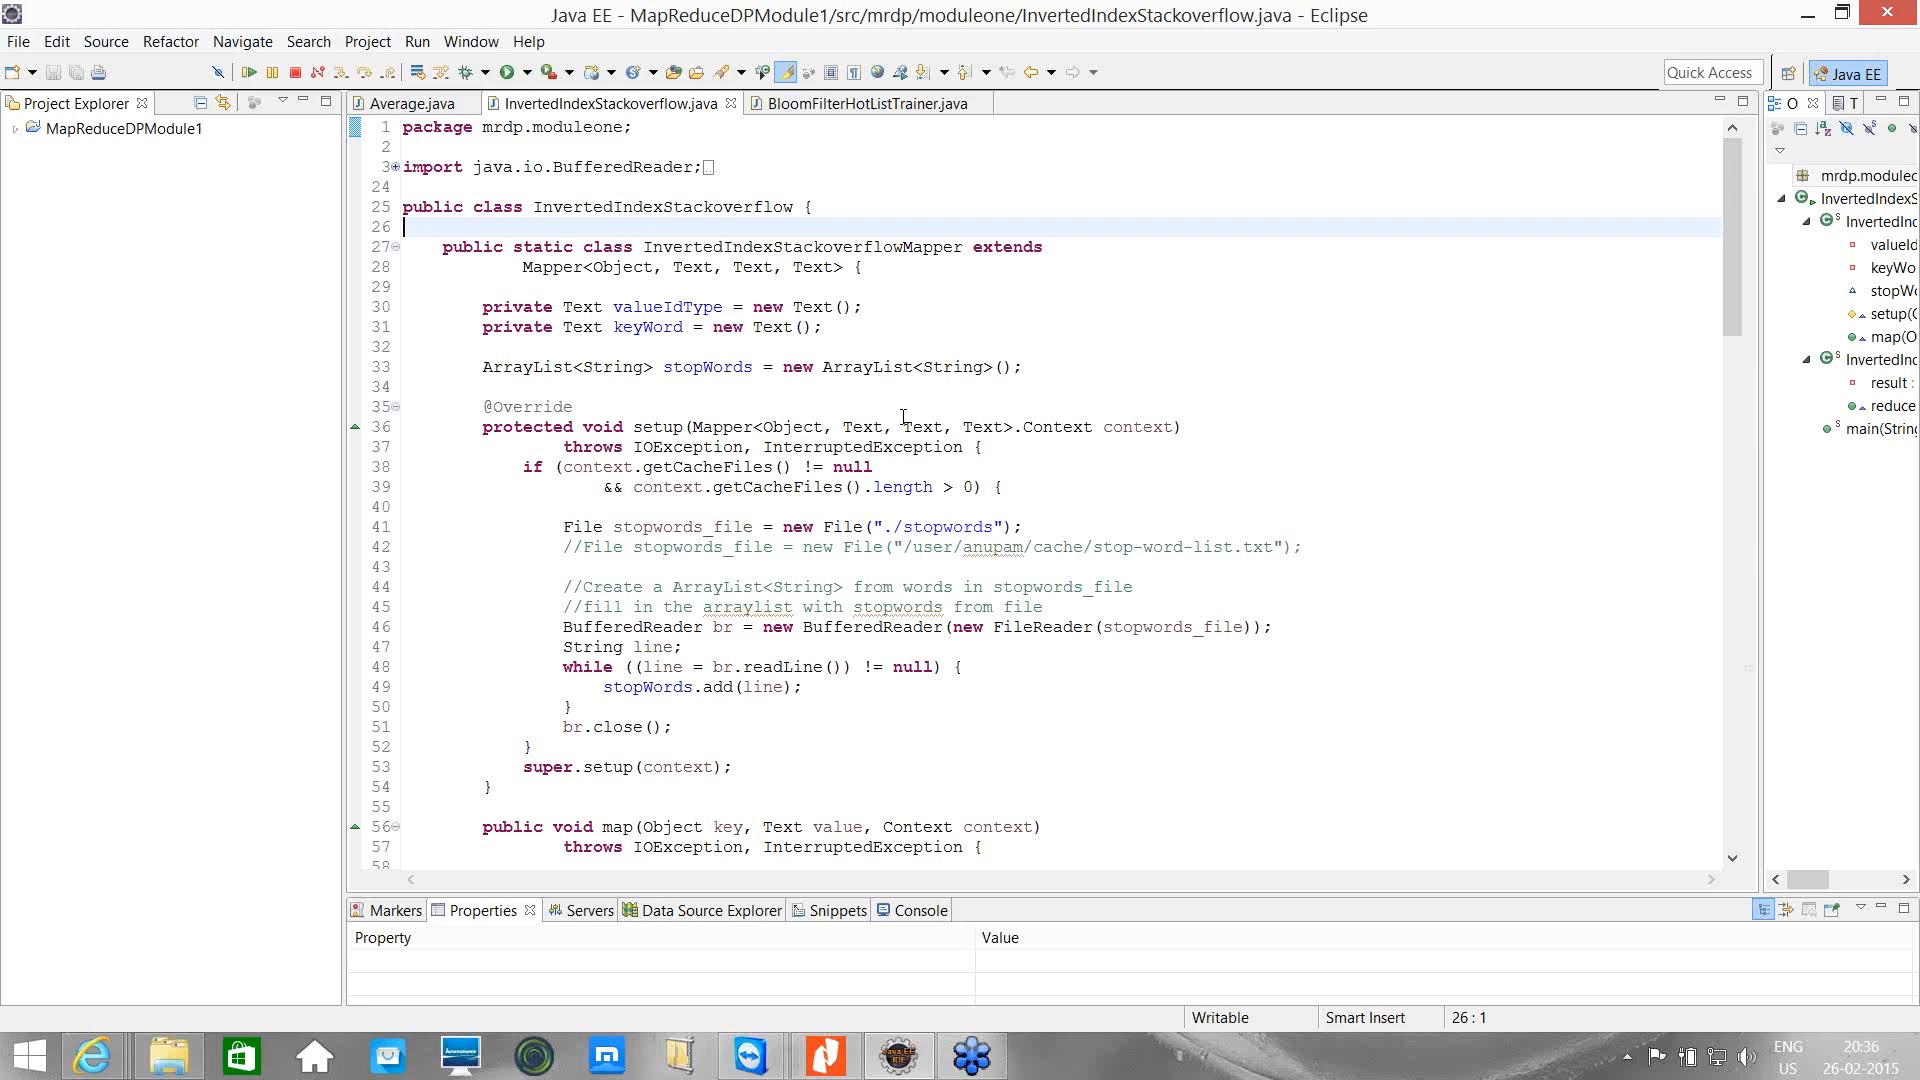 Java EE - MapReduceDPModule1/src/mrdp/moduleone/InvertedIndexStackoverflow.java - Eclipse
File Edit Source Refactor Navigate Search Project Run Window Help
Quick Access
Java EE
Project Explorer
MapReduceDPModule1
Average.java InvertedIndexStackoverflow.java BloomFilterHotListTrainer.java
1 package mrdp.moduleone;
2
3 import java.io.BufferedReader;
24
25 public class InvertedIndexStackoverflow {
26
27 public static class InvertedIndexStackoverflowMapper extends
28 Mapper<Object, Text, Text, Text> {
29
30 private Text valueIdType = new Text();
31 private Text keyWord = new Text();
32
33 ArrayList<String> stopWords = new ArrayList<String>();
34
35 @Override
36 protected void setup(Mapper<Object, Text, Text, Text>.Context context)
37 throws IOException, InterruptedException {
38 if (context.getCacheFiles() != null
39 && context.getCacheFiles().length > 0) {
40
41 File stopwords_file = new File("./stopwords");
42 //File stopwords_file = new File("/user/anupam/cache/stop-word-list.txt");
43
44 //Create a ArrayList<String> from words in stopwords_file
45 //fill in the arraylist with stopwords from file
46 BufferedReader br = new BufferedReader(new FileReader(stopwords_file));
47 String line;
48 while ((line = br.readLine()) != null) {
49 stopWords.add(line);
50 }
51 br.close();
52 }
53 super.setup(context);
54 }
55
56 public void map(Object key, Text value, Context context)
57 throws IOException, InterruptedException {
58
O T
mrdp.moduleo
InvertedIndexS
InvertedInd
valueId
keyWo
stopWo
setup(C
map(O
InvertedInd
result :
reduce
main(String
Markers Properties Servers Data Source Explorer Snippets Console
Property Value
Writable Smart Insert 26 : 1
ENG
US
20:36
26-02-2015